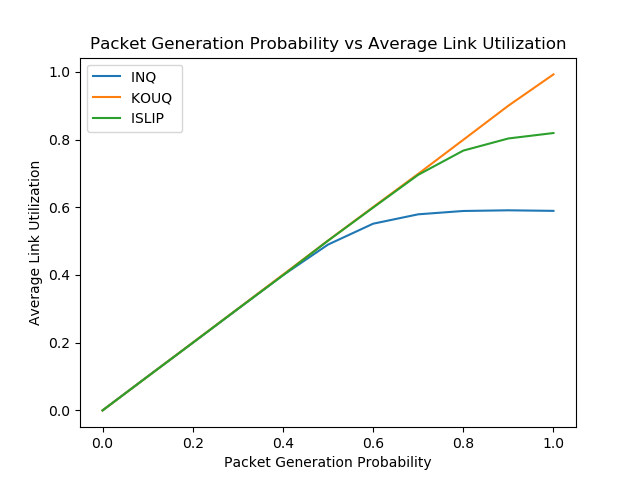 Packet Generation Probability vs Average Link Utilization
INQ
KOUQ
ISLIP
1.0
0.8
0.6
0.4
0.2
0.0
Average Link Utilization
0.0 0.2 0.4 0.6 0.8 1.0
Packet Generation Probability